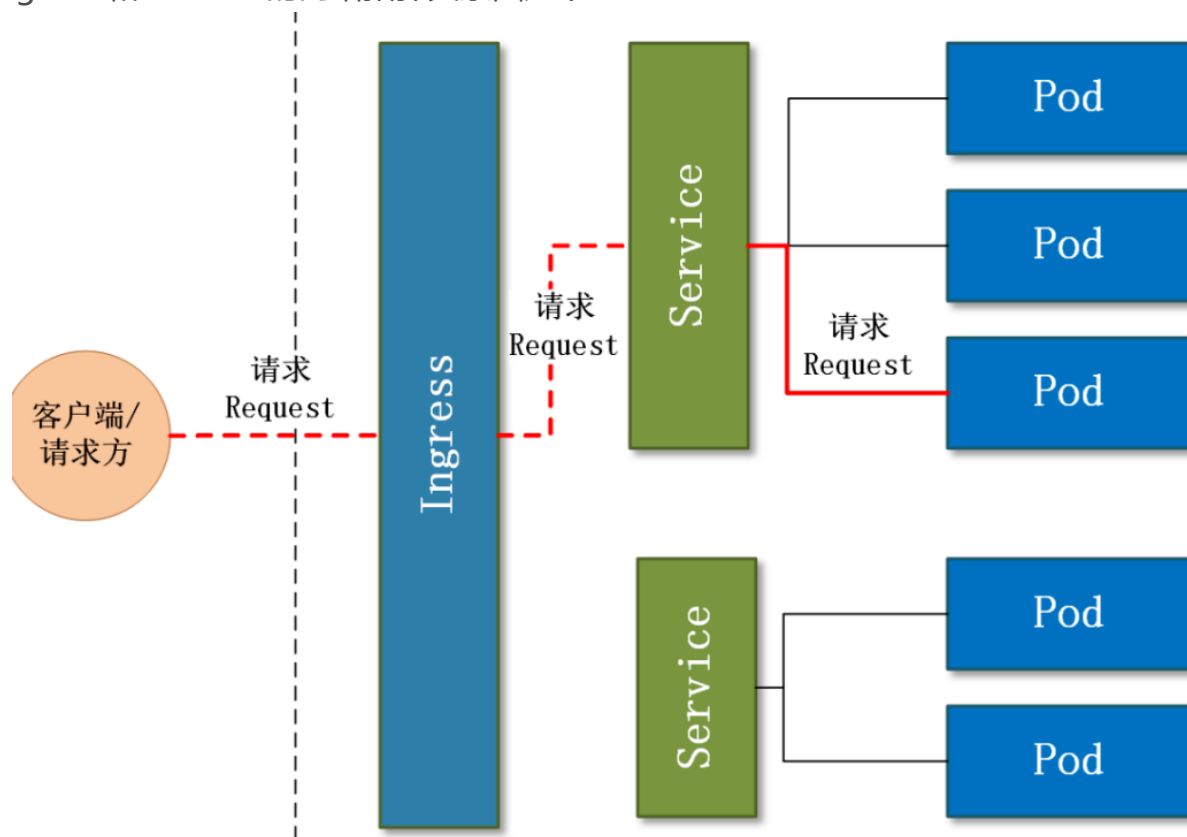 客户端/
请求方
请求
Request
Ingress
请求
Request
Service
请求
Request
Pod
Pod
Pod
Service
Pod
Pod